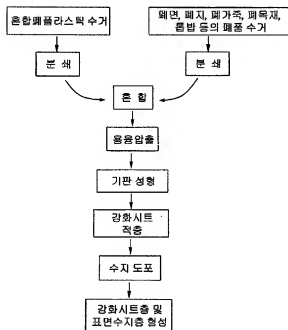 혼합폐플라스틱 수거
폐면, 폐지, 폐가죽, 폐목재,
톱밥 등의 폐품 수거
분 쇄
분 쇄
혼 합
용융압출
기판 성형
강화시트
적층
수지 도포
강화시트층 및
표면수지층 형성